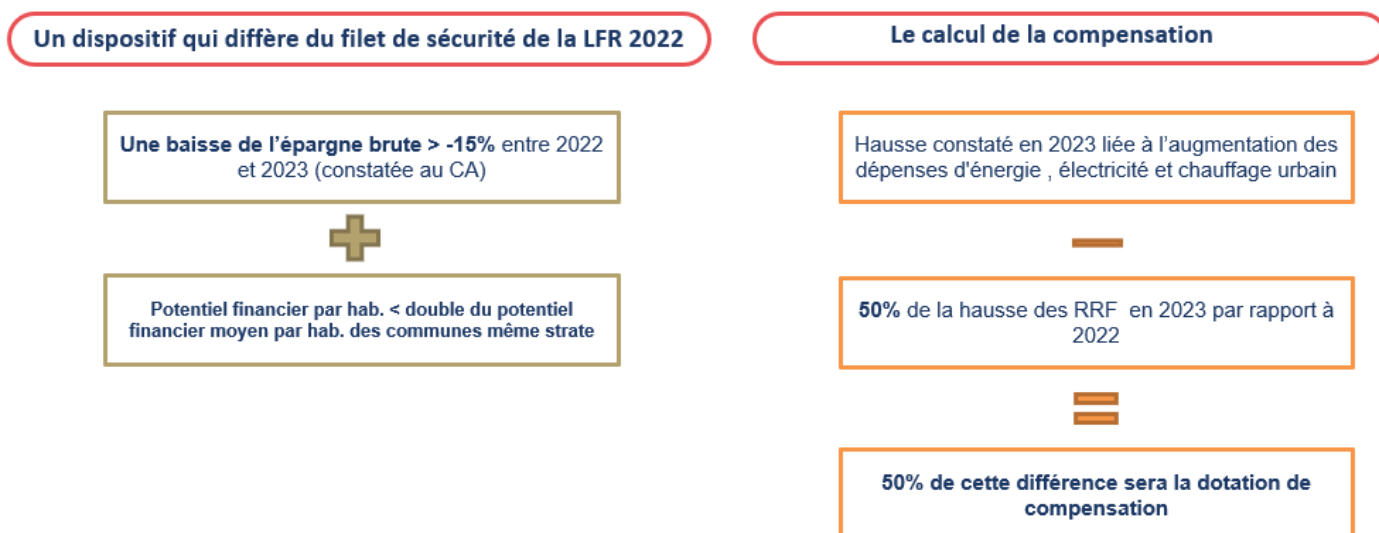 Un dispositif qui diffère du filet de sécurité de la LFR 2022
Une baisse de l'épargne brute > -15% entre 2022
et 2023 (constatée au CA)
Potentiel financier par hab. < double du potentiel
financier moyen par hab. des communes même strate
Le calcul de la compensation
Hausse constaté en 2023 liée à l'augmentation des
dépenses d'énergie , électricité et chauffage urbain
50% de la hausse des RRF en 2023 par rapport à
2022
50% de cette différence sera la dotation de
compensation